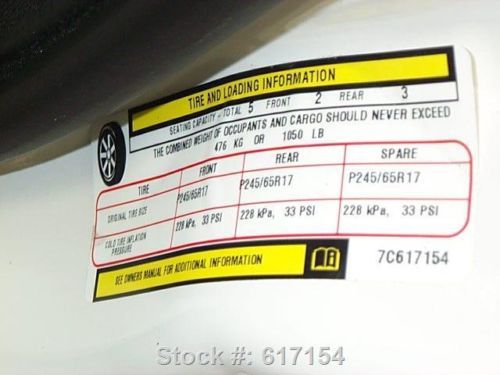 TIRE AND LOADING INFORMATION
SEATING CAPACITY - TOTAL 5 FRONT 2 REAR 3
THE COMBINED WEIGHT OF OCCUPANTS AND CARGO SHOULD NEVER EXCEED
476 KG OR 1050 LB
TIRE FRONT REAR SPARE
ORIGINAL TIRE SIZE P245/65R17 P245/65R17 P245/65R17
COLD TIRE INFLATION PRESSURE 228 kPa, 33 PSI 228 kPa, 33 PSI 228 kPa, 33 PSI
SEE OWNERS MANUAL FOR ADDITIONAL INFORMATION 7C617154
Stock #: 617154